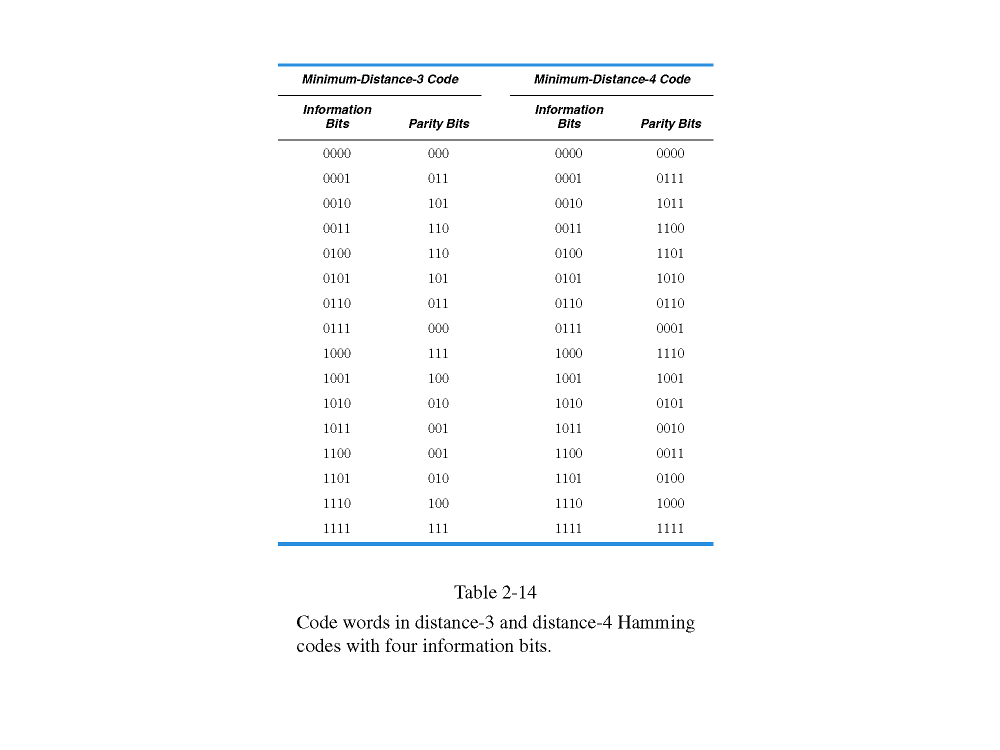 Minimum-Distance-3 Code Minimum-Distance-4 Code
Information Information
Bits Parity Bits Bits Parity Bits
0000 000 0000 0000
0001 011 0001 0111
0010 101 0010 1011
0011 110 0011 1100
0100 110 0100 1101
0101 101 0101 1010
0110 011 0110 0110
0111 000 0111 0001
1000 111 1000 1110
1001 100 1001 1001
1010 010 1010 0101
1011 001 1011 0010
1100 001 1100 0011
1101 010 1101 0100
1110 100 1110 1000
1111 111 1111 1111
Table 2-14
Code words in distance-3 and distance-4 Hamming
codes with four information bits.